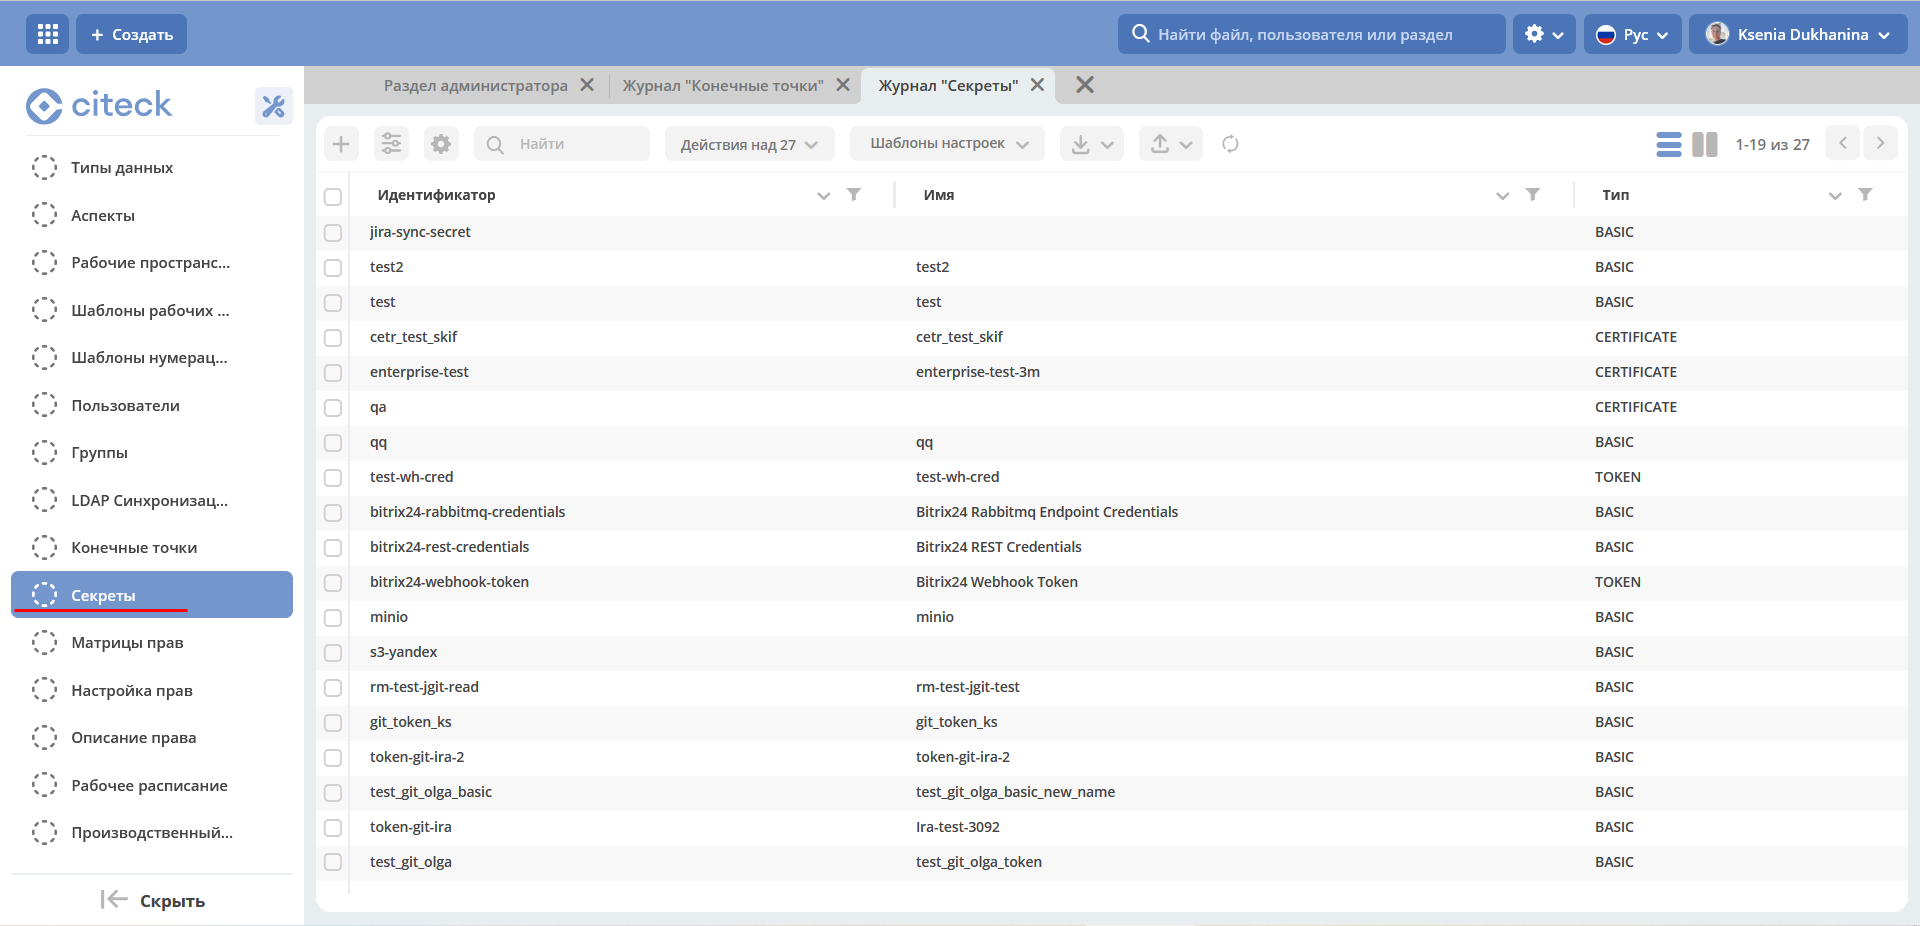 + Создать
Найти файл, пользователя или раздел
Рус
Ksenia Dukhanina
citeck
Раздел администратора
Журнал "Конечные точки"
Журнал "Секреты"
Типы данных
Аспекты
Рабочие пространс...
Шаблоны рабочих ...
Шаблоны нумерац...
Пользователи
Группы
LDAP Синхронизац...
Конечные точки
Секреты
Матрицы прав
Настройка прав
Описание права
Рабочее расписание
Производственный...
Скрыть
Найти
Действия над 27
Шаблоны настроек
1-19 из 27
Идентификатор Имя Тип
jira-sync-secret BASIC
test2 test2 BASIC
test test BASIC
cetr_test_skif cetr_test_skif CERTIFICATE
enterprise-test enterprise-test-3m CERTIFICATE
qa CERTIFICATE
qq qq BASIC
test-wh-cred test-wh-cred TOKEN
bitrix24-rabbitmq-credentials Bitrix24 Rabbitmq Endpoint Credentials BASIC
bitrix24-rest-credentials Bitrix24 REST Credentials BASIC
bitrix24-webhook-token Bitrix24 Webhook Token TOKEN
minio minio BASIC
s3-yandex BASIC
rm-test-jgit-read rm-test-jgit-test BASIC
git_token_ks git_token_ks BASIC
token-git-ira-2 token-git-ira-2 BASIC
test_git_olga_basic test_git_olga_basic_new_name BASIC
token-git-ira Ira-test-3092 BASIC
test_git_olga test_git_olga_token BASIC